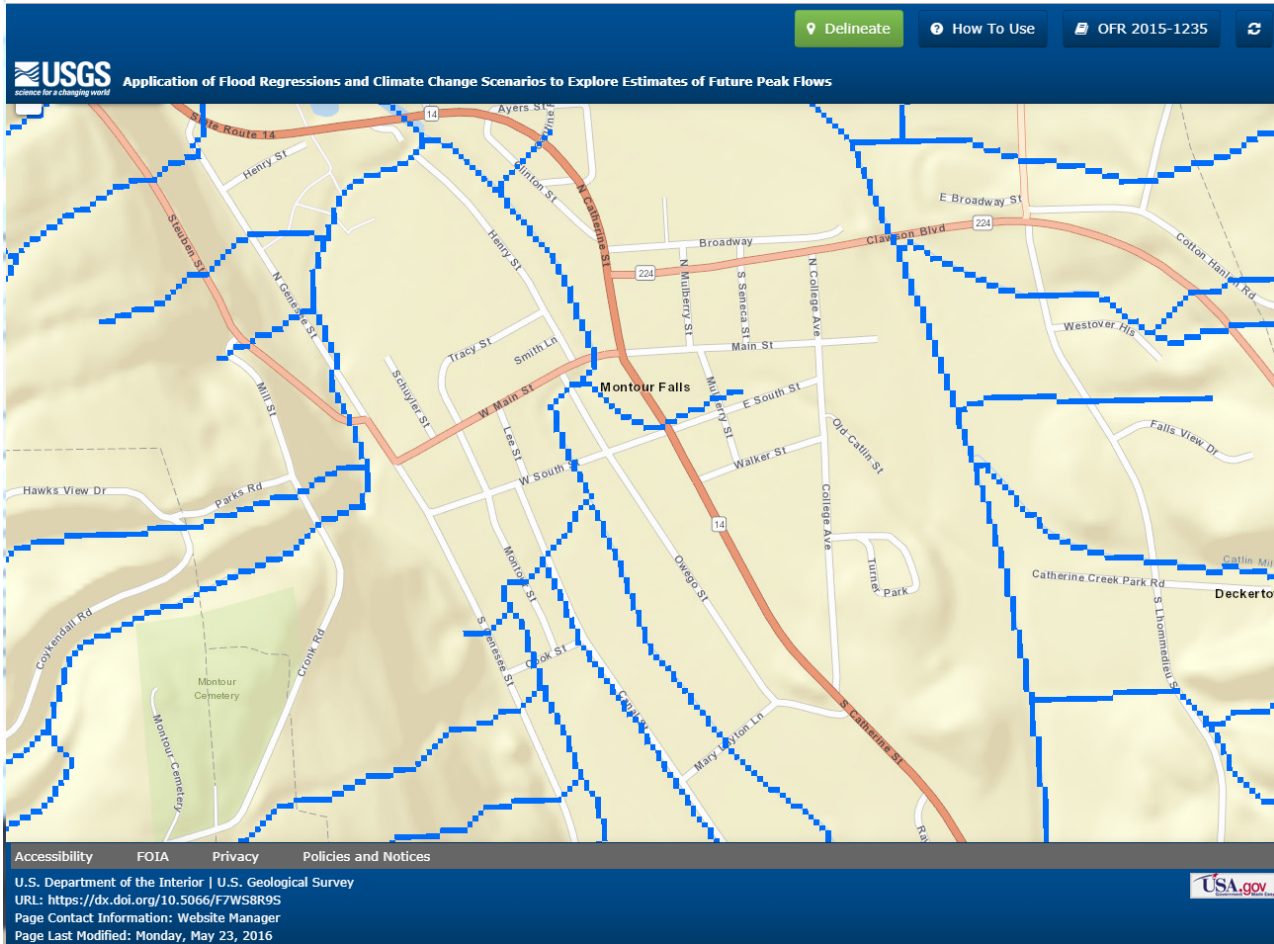 Delineate
How To Use
OFR 2015-1235
USGS
science for a changing world
Application of Flood Regressions and Climate Change Scenarios to Explore Estimates of Future Peak Flows
State Route 14
14
Ayers St
Henry St
Clinton St
N Catherine St
E Broadway St
224
Clawson Blvd
Steuben St
N Genesee St
Henry St
Broadway
224
N Mulberry St
S Seneca St
N College Ave
Cotton Hanlon Rd
Westover Hls
Tracy St
Smith Ln
Main St
Schuyler St
Mill St
W Main St
Montour Falls
Mulberry St
E South St
Lee St
Old Catlin St
Falls View Dr
W South St
Walker St
Hawks View Dr
Parks Rd
College Ave
14
Montour St
Owego St
Turner Park
Catlin Mil
Catherine Creek Park Rd
Deckerto
Coykendall Rd
Cronk Rd
S Genesee St
Cook St
S Lhommedieu S
Montour
Cemetery
Canal St
Montour Cemetery
Mary Layton Ln
S Catherine St
Ra
Accessibility FOIA Privacy Policies and Notices
U.S. Department of the Interior | U.S. Geological Survey
URL: https://dx.doi.org/10.5066/F7WS8R9S
Page Contact Information: Website Manager
Page Last Modified: Monday, May 23, 2016
USA.gov